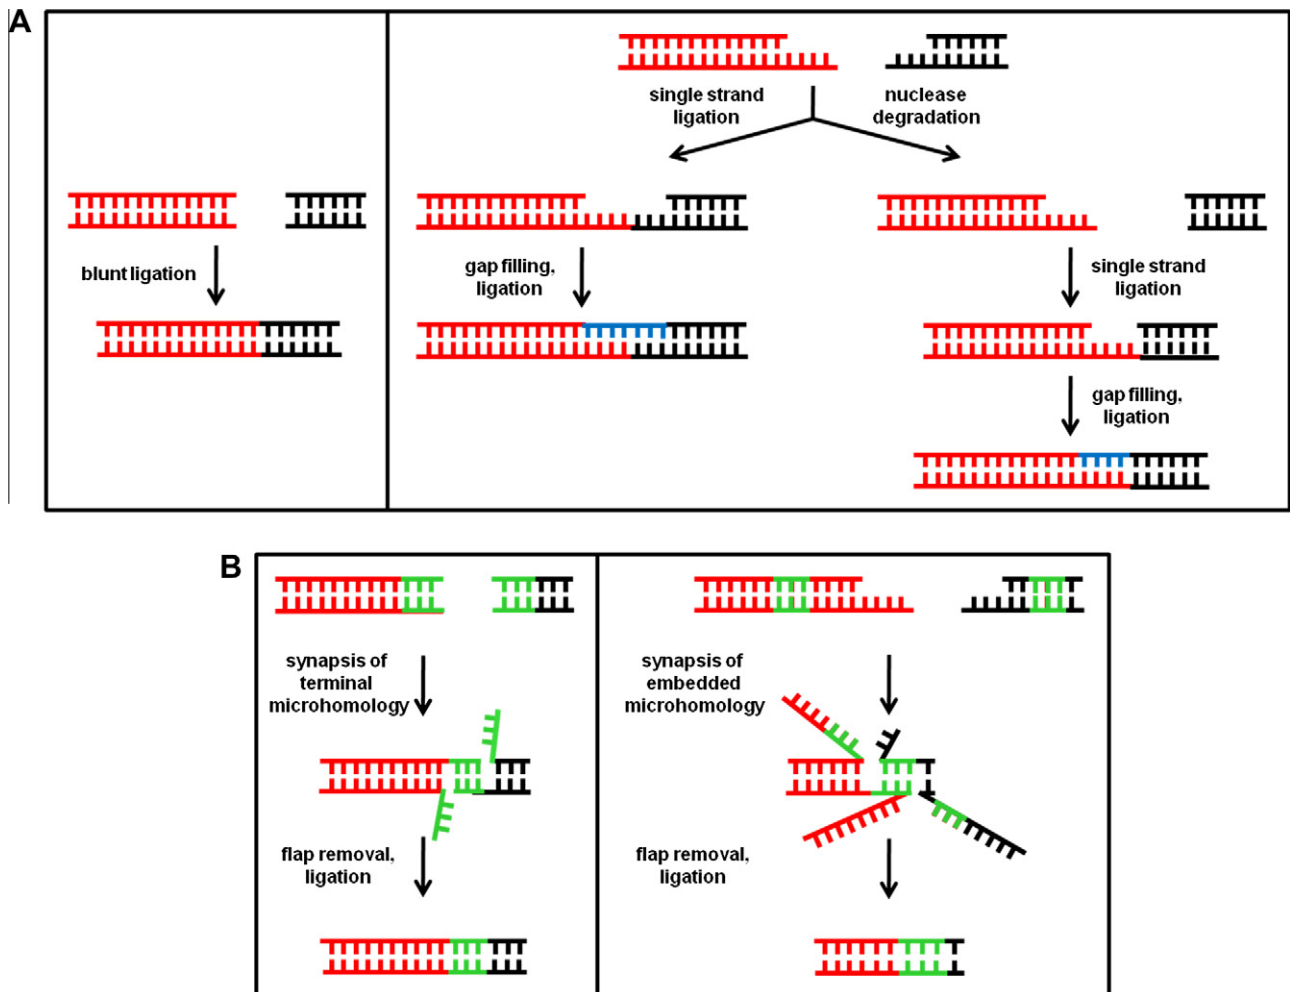 A
single strand
ligation
nuclease
degradation
blunt ligation
gap filling,
ligation
single strand
ligation
gap filling,
ligation
B
synapsis of
terminal
microhomology
synapsis of
embedded
microhomology
flap removal,
ligation
flap removal,
ligation